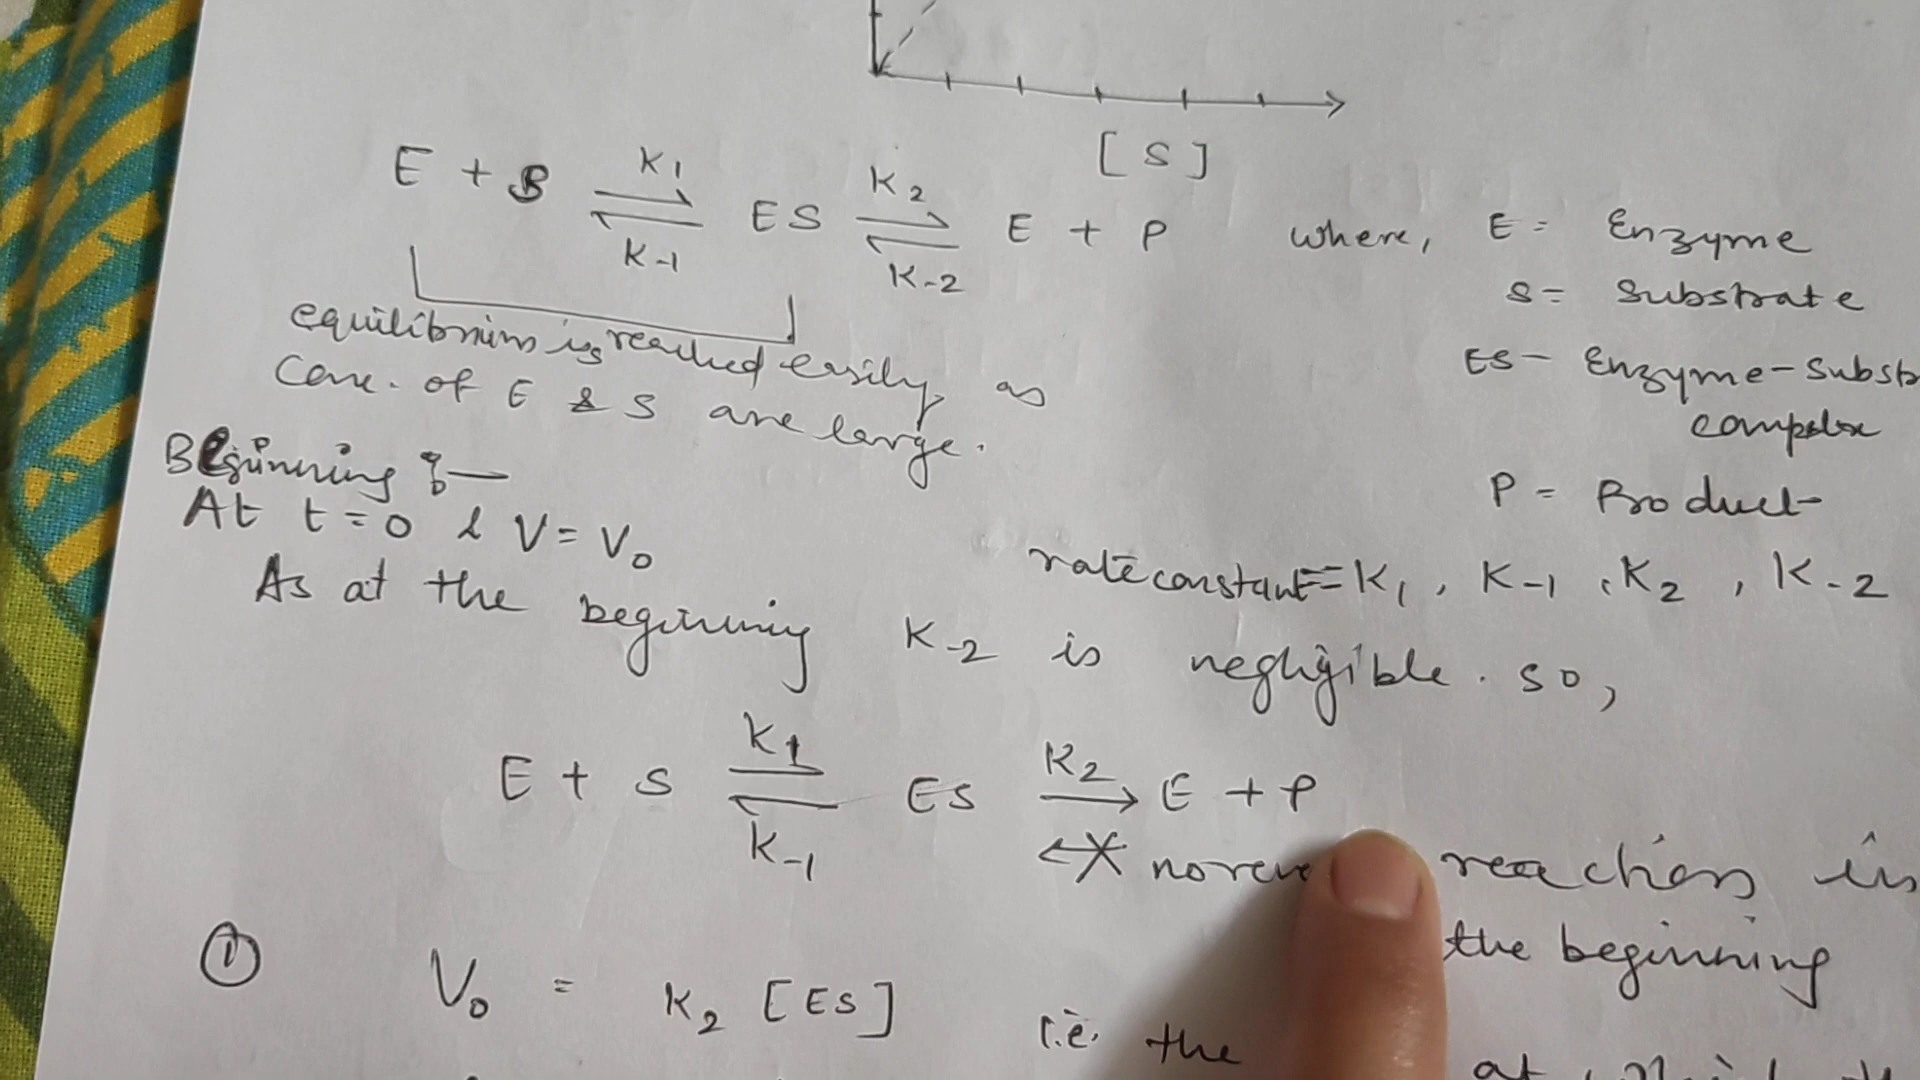 [S]
E + S K1 K-1 ES K2 K-2 E + P where, E = Enzyme
S = Substrate
ES - Enzyme-Subst
complex
P = Product
rate constant = K1, K-1, K2, K-2
equilibrium is reached easily as
conc. of E & S are large.
Beginning :-
At t = 0 & V = V0
As at the beginning K-2 is negligible. so,
E + S K1 K-1 ES K2 E + P
no reve reaction in
the beginning
① V0 = K2 [ES] i.e. the